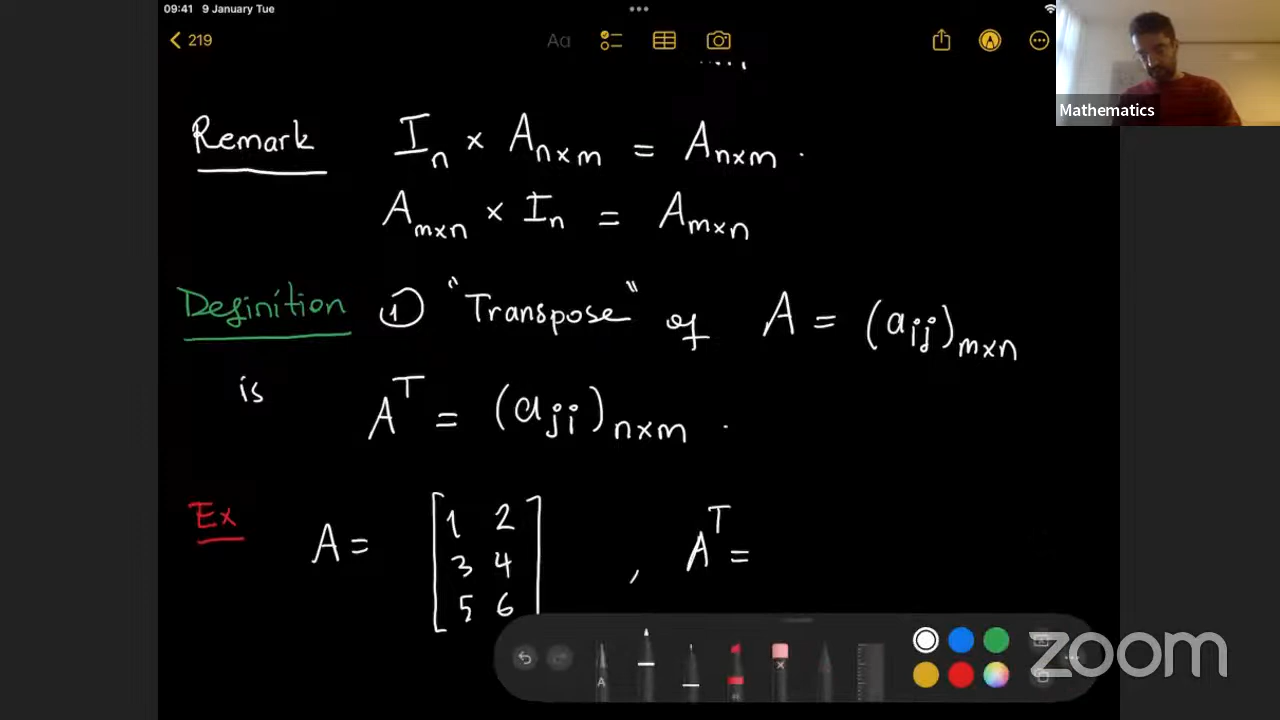 09:41 9 January Tue
219
Aa
Mathematics
Remark Iₙ × Aₙₓₘ = Aₙₓₘ .
Aₘₓₙ × Iₙ = Aₘₓₙ
Definition ① "Transpose" of A = (aᵢⱼ)ₘₓₙ
is Aᵀ = (aⱼᵢ)ₙₓₘ .
Ex A = [1 2
3 4
5 6] , Aᵀ =
zoom